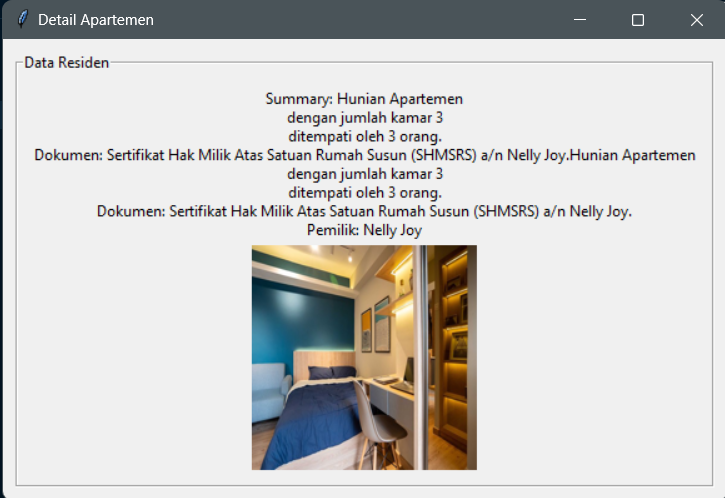 Detail Apartemen
Data Residen
Summary: Hunian Apartemen
dengan jumlah kamar 3
ditempati oleh 3 orang.
Dokumen: Sertifikat Hak Milik Atas Satuan Rumah Susun (SHMSRS) a/n Nelly Joy.Hunian Apartemen
dengan jumlah kamar 3
ditempati oleh 3 orang.
Dokumen: Sertifikat Hak Milik Atas Satuan Rumah Susun (SHMSRS) a/n Nelly Joy.
Pemilik: Nelly Joy